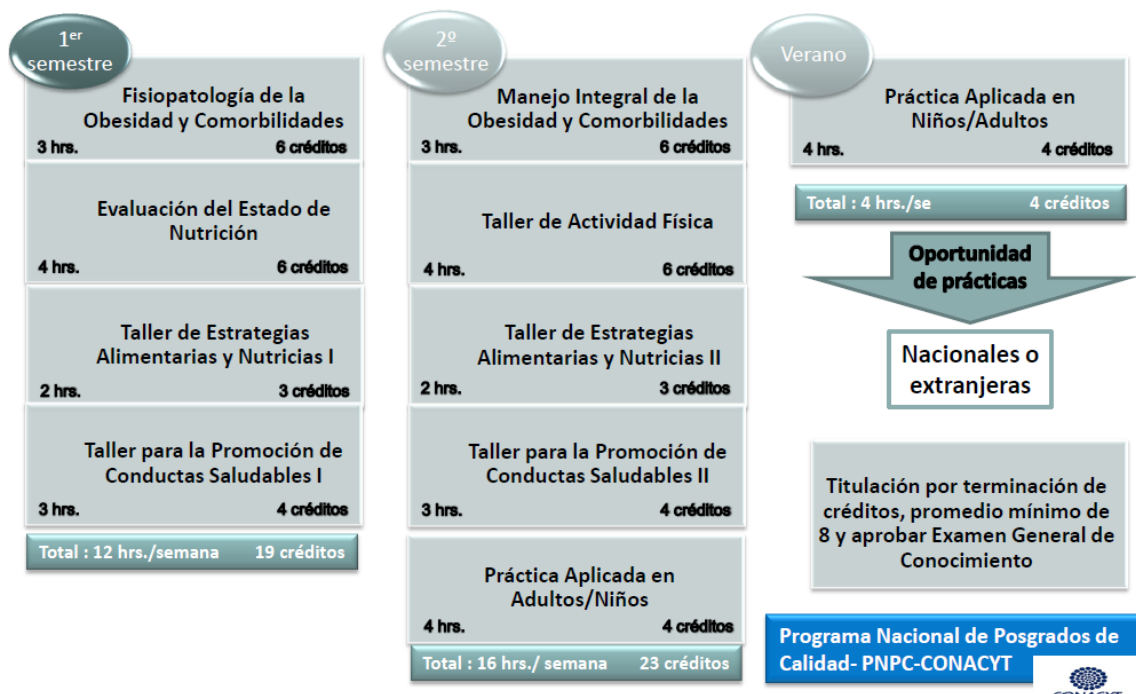 1er
semestre
Fisiopatología de la
Obesidad y Comorbilidades
3 hrs. 6 créditos
Evaluación del Estado de
Nutrición
4 hrs. 6 créditos
Taller de Estrategias
Alimentarias y Nutricias I
2 hrs. 3 créditos
Taller para la Promoción de
Conductas Saludables I
3 hrs. 4 créditos
Total : 12 hrs./semana 19 créditos
2º
semestre
Manejo Integral de la
Obesidad y Comorbilidades
3 hrs. 6 créditos
Taller de Actividad Física
4 hrs. 6 créditos
Taller de Estrategias
Alimentarias y Nutricias II
2 hrs. 3 créditos
Taller para la Promoción de
Conductas Saludables II
3 hrs. 4 créditos
Práctica Aplicada en
Adultos/Niños
4 hrs. 4 créditos
Total : 16 hrs./ semana 23 créditos
Verano
Práctica Aplicada en
Niños/Adultos
4 hrs. 4 créditos
Total : 4 hrs./se 4 créditos
Oportunidad
de prácticas
Nacionales o
extranjeras
Titulación por terminación de
créditos, promedio mínimo de
8 y aprobar Examen General de
Conocimiento
Programa Nacional de Posgrados de
Calidad- PNPC-CONACYT
CONACYT